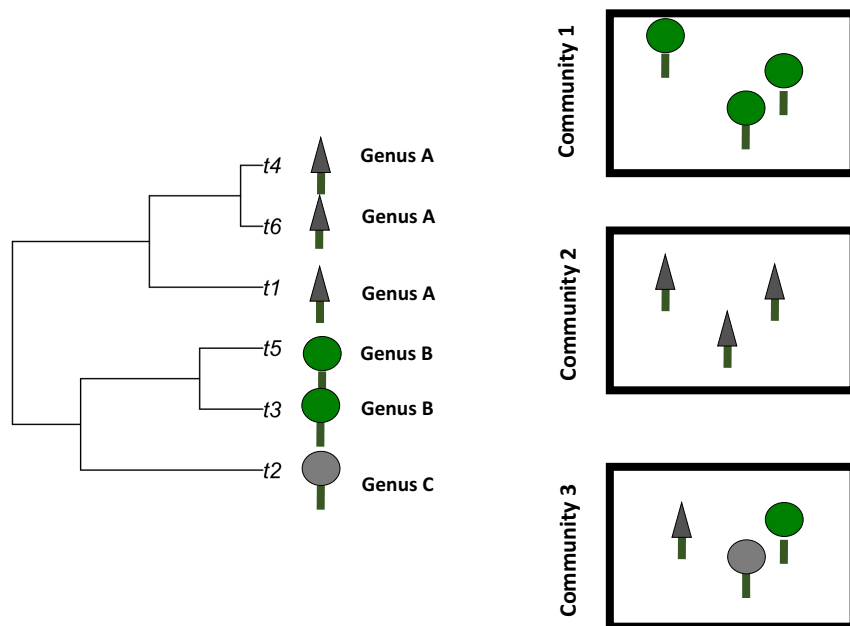 t4 Genus A
t6 Genus A
t1 Genus A
t5 Genus B
t3 Genus B
t2 Genus C
Community 1
Community 2
Community 3